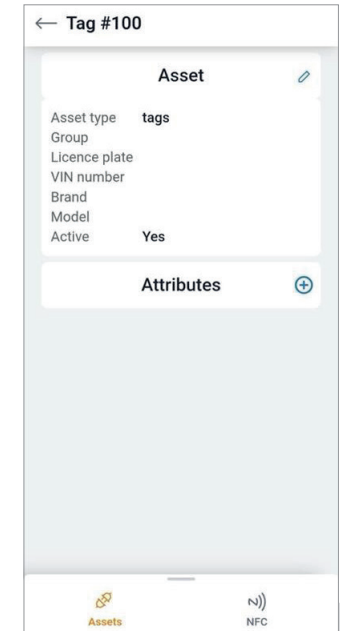 Tag #100
Asset
Asset type tags
Group
Licence plate
VIN number
Brand
Model
Active Yes
Attributes
Assets NFC